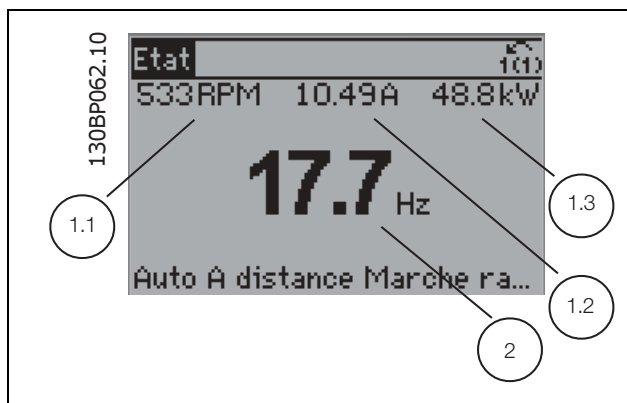 130BP062.10
Etat
1(1)
533RPM 10.49A 48.8kW
17.7 Hz
Auto A distance Marche ra...
1.1
1.3
1.2
2